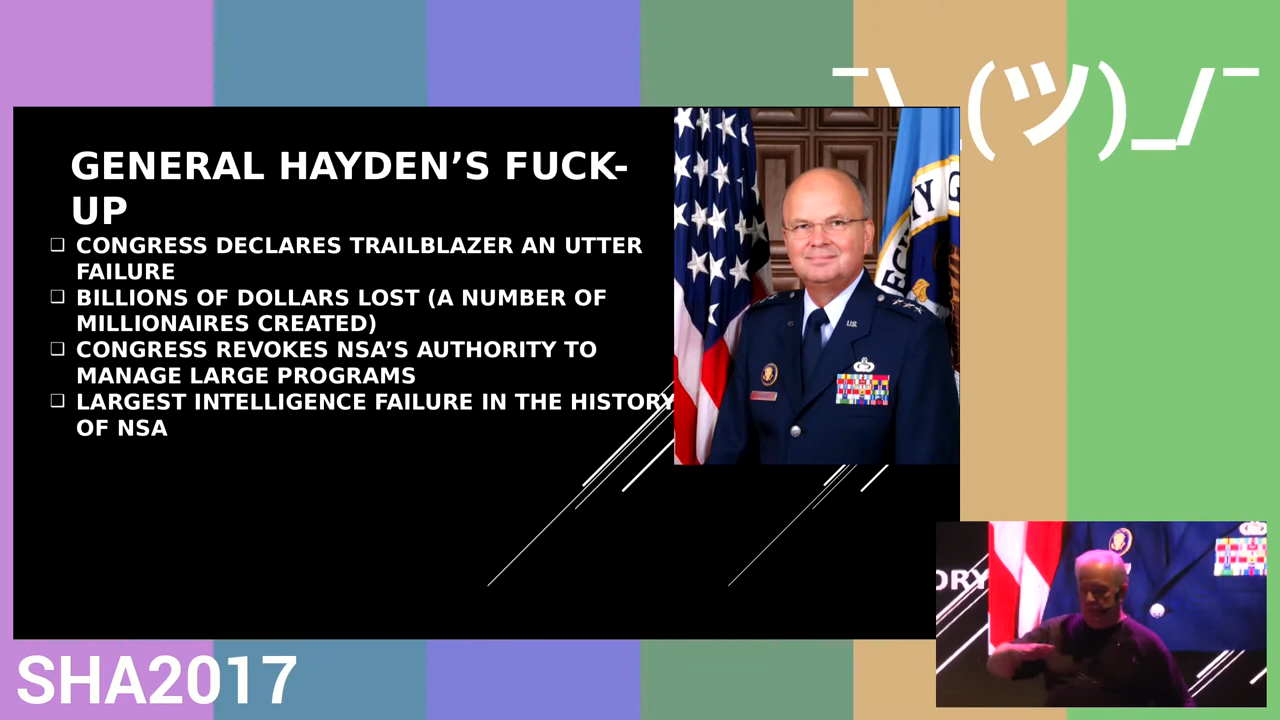 ¯\_(ツ)_/¯
GENERAL HAYDEN’S FUCK-
UP
❑ CONGRESS DECLARES TRAILBLAZER AN UTTER
FAILURE
❑ BILLIONS OF DOLLARS LOST (A NUMBER OF
MILLIONAIRES CREATED)
❑ CONGRESS REVOKES NSA’S AUTHORITY TO
MANAGE LARGE PROGRAMS
❑ LARGEST INTELLIGENCE FAILURE IN THE HISTORY
OF NSA
U.S.
ORY
SHA2017